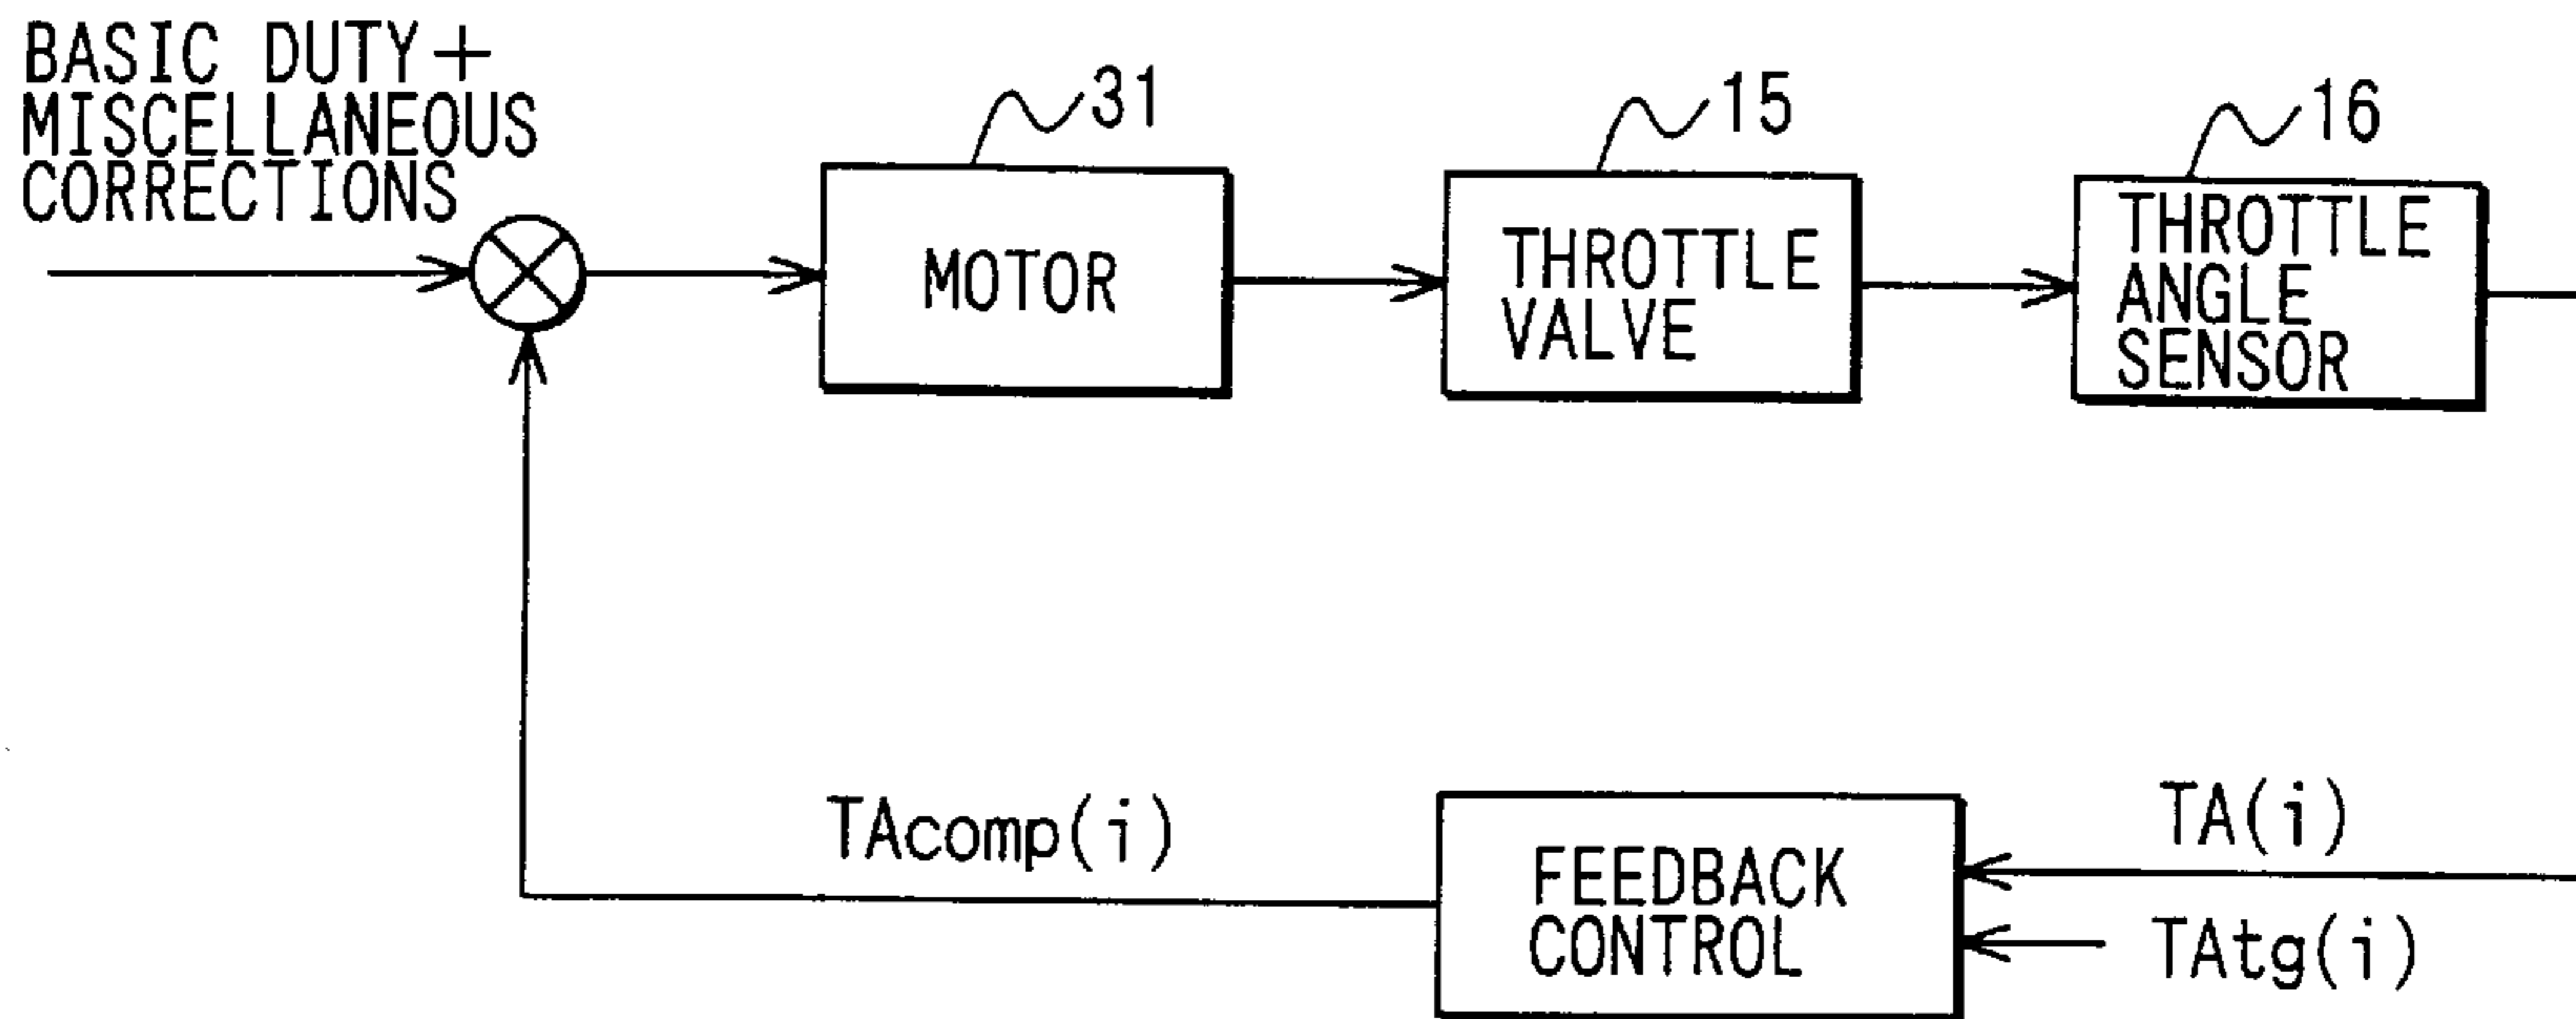 BASIC DUTY+
MISCELLANEOUS
CORRECTIONS
31
15
16
MOTOR
THROTTLE
VALVE
THROTTLE
ANGLE
SENSOR
TAcomp(i)
FEEDBACK
CONTROL
TA(i)
TAtg(i)